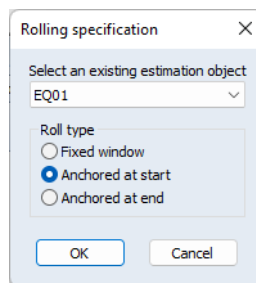 Rolling specification
Select an existing estimation object
EQ01
Roll type
Fixed window
Anchored at start
Anchored at end
OK
Cancel